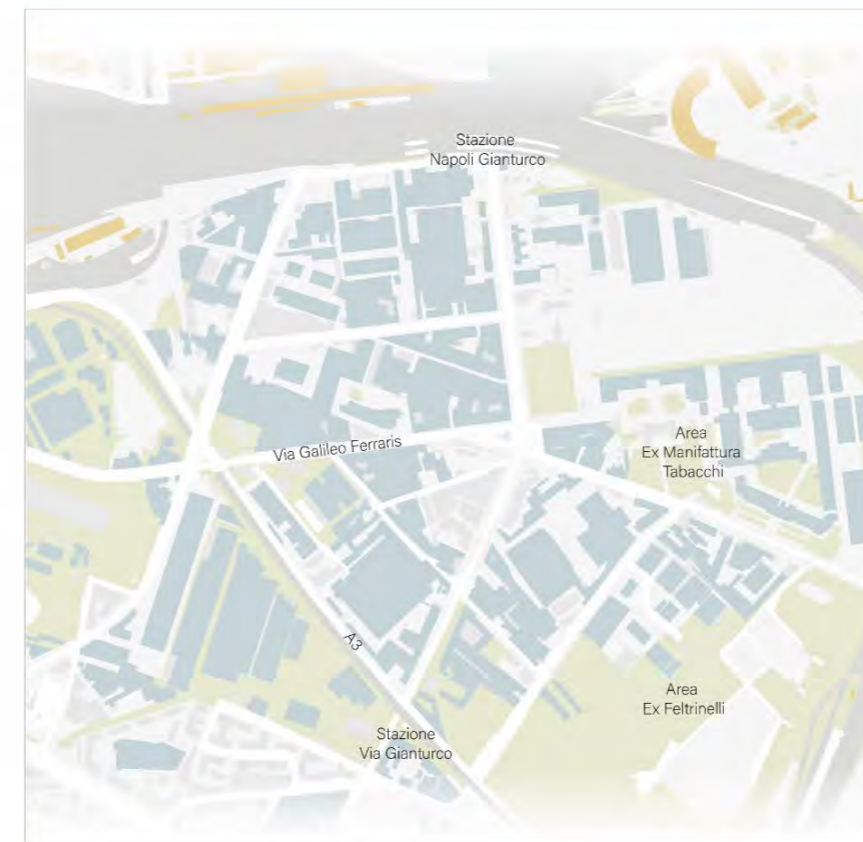 Stazione
Napoli Gianturco
Via Galileo Ferraris
Area
Ex Manifattura
Tabacchi
A3
Area
Ex Feltrinelli
Stazione
Via Gianturco